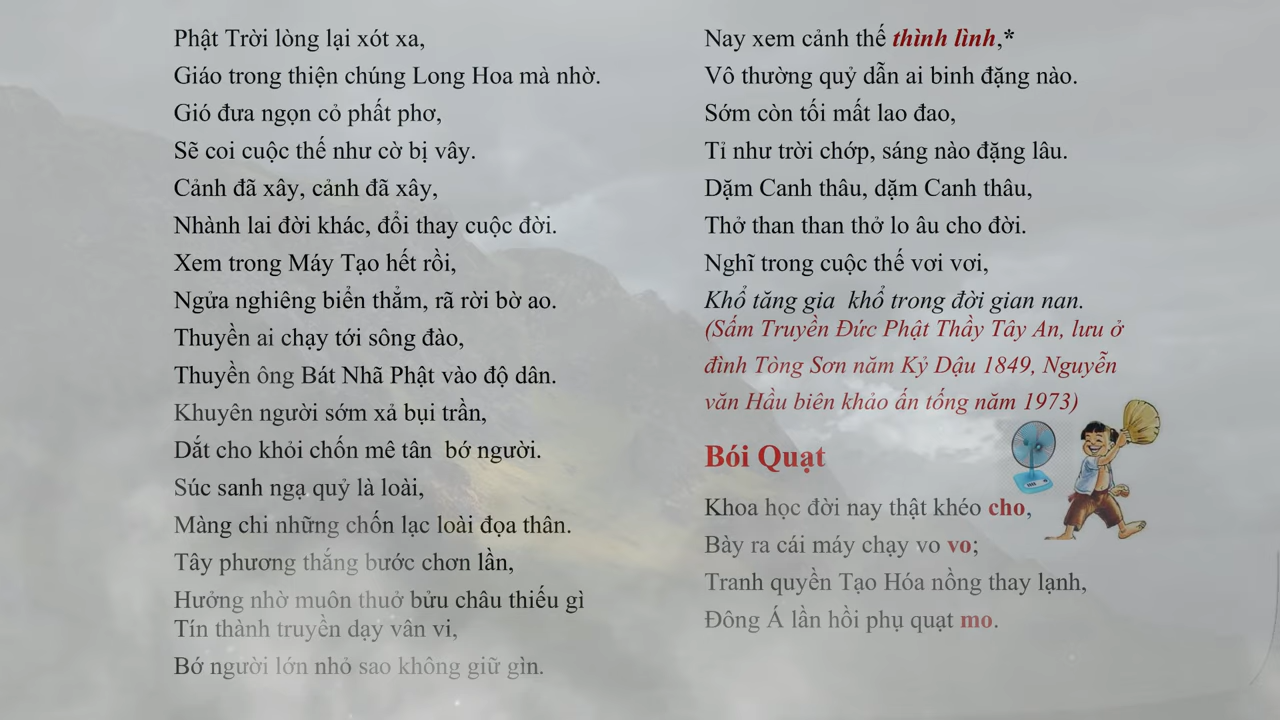 Phật Trời lòng lại xót xa,
Giáo trong thiện chúng Long Hoa mà nhờ.
Gió đưa ngọn cỏ phất phơ,
Sẽ coi cuộc thế như cờ bị vây.
Cảnh đã xây, cảnh đã xây,
Nhành lai đời khác, đổi thay cuộc đời.
Xem trong Máy Tạo hết rồi,
Ngửa nghiêng biển thẳm, rã rời bờ ao.
Thuyền ai chạy tới sông đào,
Thuyền ông Bát Nhã Phật vào độ dân.
Khuyên người sớm xả bụi trần,
Dắt cho khỏi chốn mê tân bớ người.
Súc sanh ngạ quỷ là loài,
Màng chi những chốn lạc loài đọa thân.
Tây phương thắng bước chơn lần,
Hưởng nhờ muôn thuở bửu châu thiếu gì
Tín thành truyền dạy vân vi,
Bớ người lớn nhỏ sao không giữ gìn.
Nay xem cảnh thế thình lình,*
Vô thường quỷ dẫn ai binh đặng nào.
Sớm còn tối mất lao đao,
Tỉ như trời chớp, sáng nào đặng lâu.
Dặm Canh thâu, dặm Canh thâu,
Thở than than thở lo âu cho đời.
Nghĩ trong cuộc thế vơi vơi,
Khổ tăng gia khổ trong đời gian nan.
(Sấm Truyền Đức Phật Thầy Tây An, lưu ở
đình Tòng Sơn năm Kỷ Dậu 1849, Nguyễn
văn Hầu biên khảo ấn tống năm 1973)
Bói Quạt
Khoa học đời nay thật khéo cho,
Bày ra cái máy chạy vo vo;
Tranh quyền Tạo Hóa nồng thay lạnh,
Đông Á lần hồi phụ quạt mo.